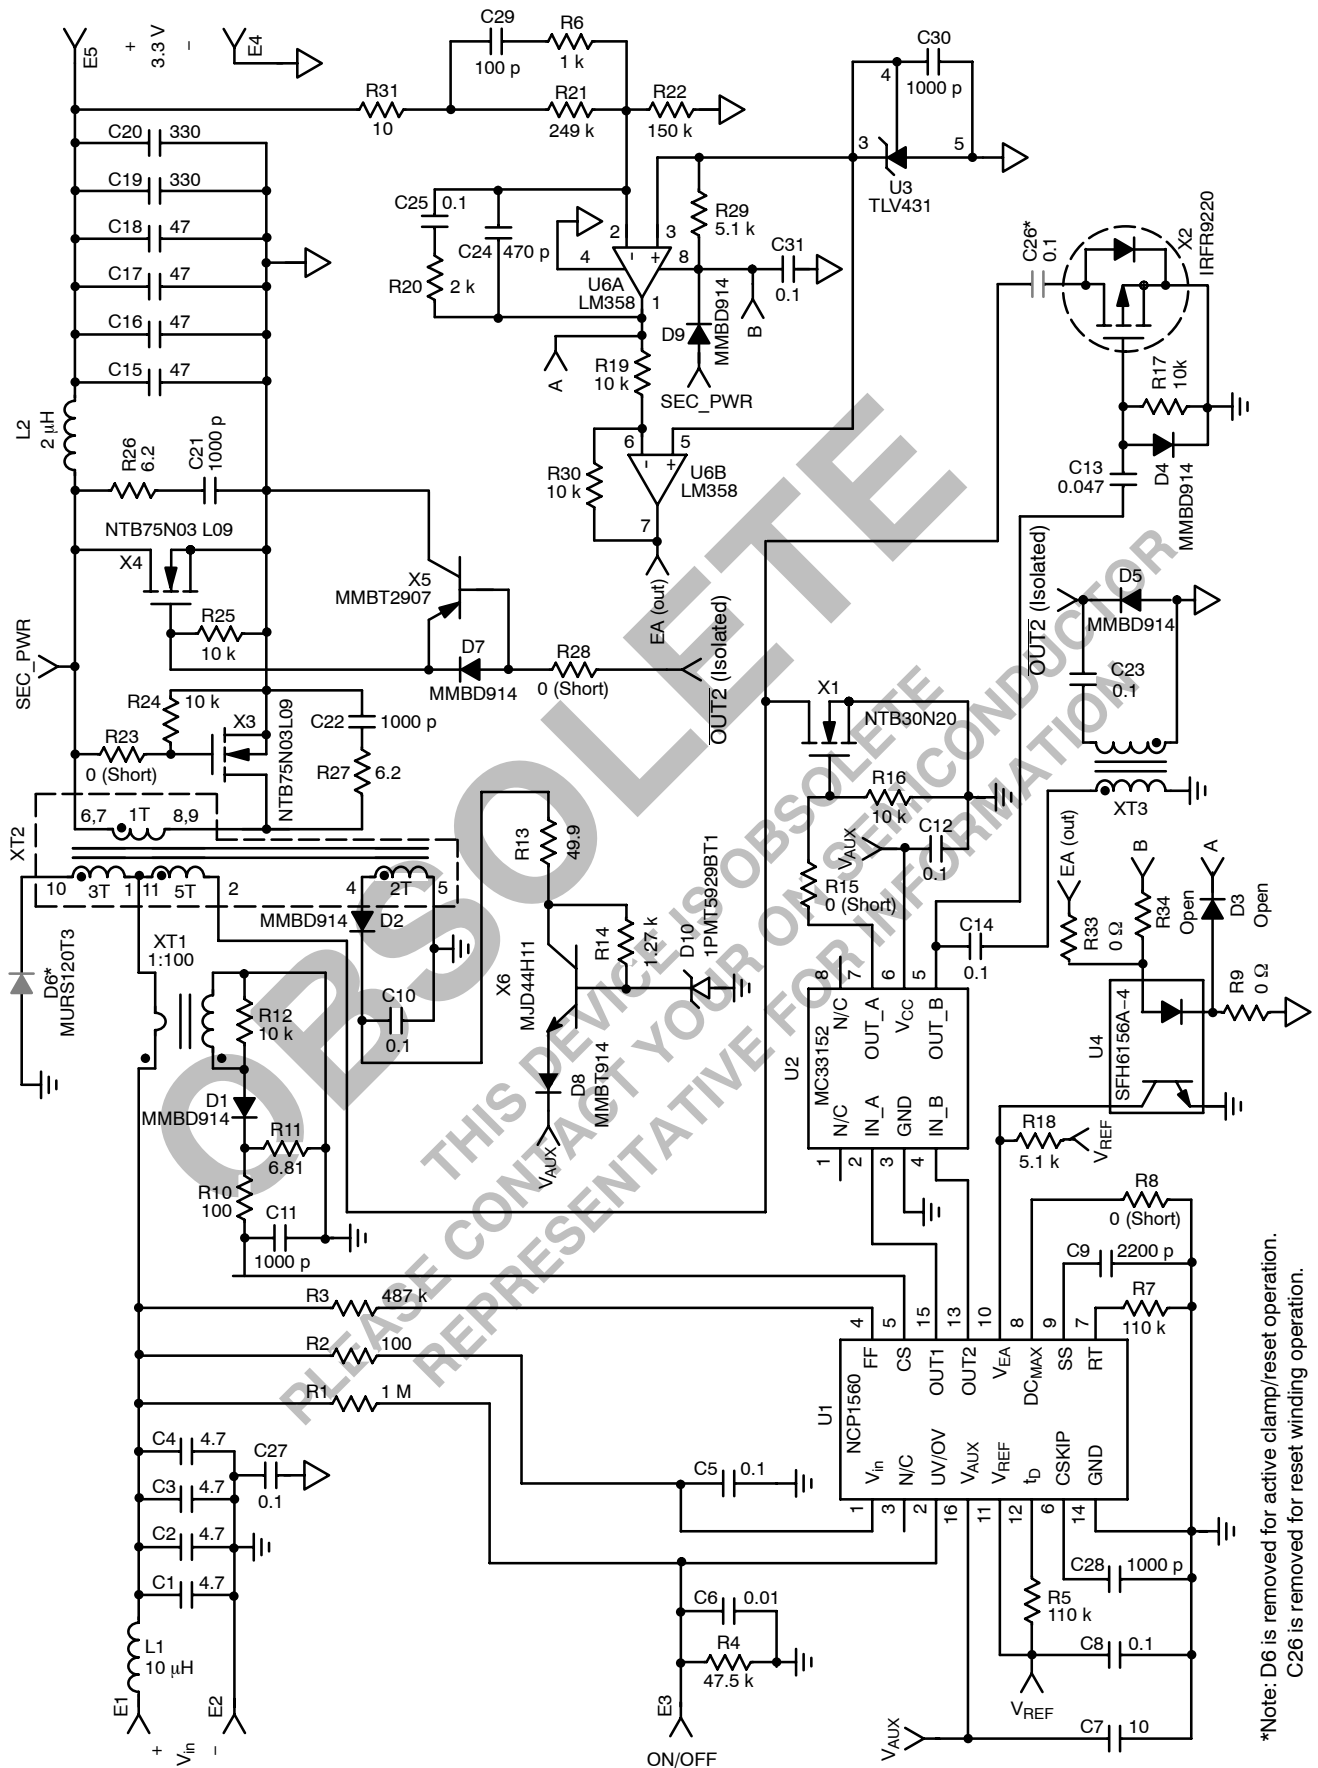 E5
+
3.3 V
–
E4
C29
100 p
R6
1 k
C30
1000 p
4
R31
10
R21
249 k
R22
150 k
3
5
U3
TLV431
C20
330
C19
330
C18
47
C17
47
C16
47
C15
47
C25
0.1
C24
470 p
R20
2 k
2
3
4
8
-
+
U6A
LM358
1
R29
5.1 k
C31
0.1
D9
MMBD914
B
SEC_PWR
A
R19
10 k
C26*
0.1
X2
IRFR9220
R17
10k
L2
2 μH
R26
6.2
C21
1000 p
6
5
-
+
U6B
LM358
R30
10 k
7
EA (out)
C13
0.047
D4
MMBD914
NTB75N03 L09
X4
R25
10 k
X5
MMBT2907
D7
MMBD914
R28
0 (Short)
OUT2 (Isolated)
OUT2 (Isolated)
D5
MMBD914
C23
0.1
SEC_PWR
R24
10 k
R23
0 (Short)
X3
NTB75N03L09
C22
1000 p
R27
6.2
X1
NTB30N20
R16
10 k
VAUX
C12
0.1
R15
0 (Short)
XT3
XT2
6,7
1T
8,9
10
3T
1
11
5T
2
4
2T
5
MMBD914
D2
C10
0.1
R13
49.9
R14
1.27 k
D10
1PMT5929BT1
X6
MJD44H11
D8
MMBT914
VAUX
D6*
MURS120T3
XT1
1:100
R12
10 k
D1
MMBD914
R11
6.81
R10
100
C11
1000 p
C14
0.1
EA (out)
B
A
R33
0 Ω
R34
Open
D3
Open
R9
0 Ω
U4
SFH6156A–4
U2
MC33152
8
7
6
5
N/C
OUT_A
VCC
OUT_B
N/C
IN_A
GND
IN_B
1
2
3
4
R18
5.1 k
VREF
R8
0 (Short)
C9
2200 p
R7
110 k
R3
487 k
R2
100
R1
1 M
4
5
15
13
10
8
9
7
FF
CS
OUT1
OUT2
VEA
DCMAX
SS
RT
U1
NCP1560
Vin
N/C
UV/OV
VAUX
VREF
tD
CSKIP
GND
1
3
2
16
11
12
6
14
C4
4.7
C3
4.7
C2
4.7
C1
4.7
C27
0.1
C5
0.1
L1
10 μH
E1
E2
+
Vin
–
C6
0.01
R4
47.5 k
E3
ON/OFF
R5
110 k
C28
1000 p
C8
0.1
VREF
C7
10
VAUX
*Note: D6 is removed for active clamp/reset operation.
C26 is removed for reset winding operation.
OBSOLETE
THIS DEVICE IS OBSOLETE
PLEASE CONTACT YOUR ON SEMICONDUCTOR
REPRESENTATIVE FOR INFORMATION